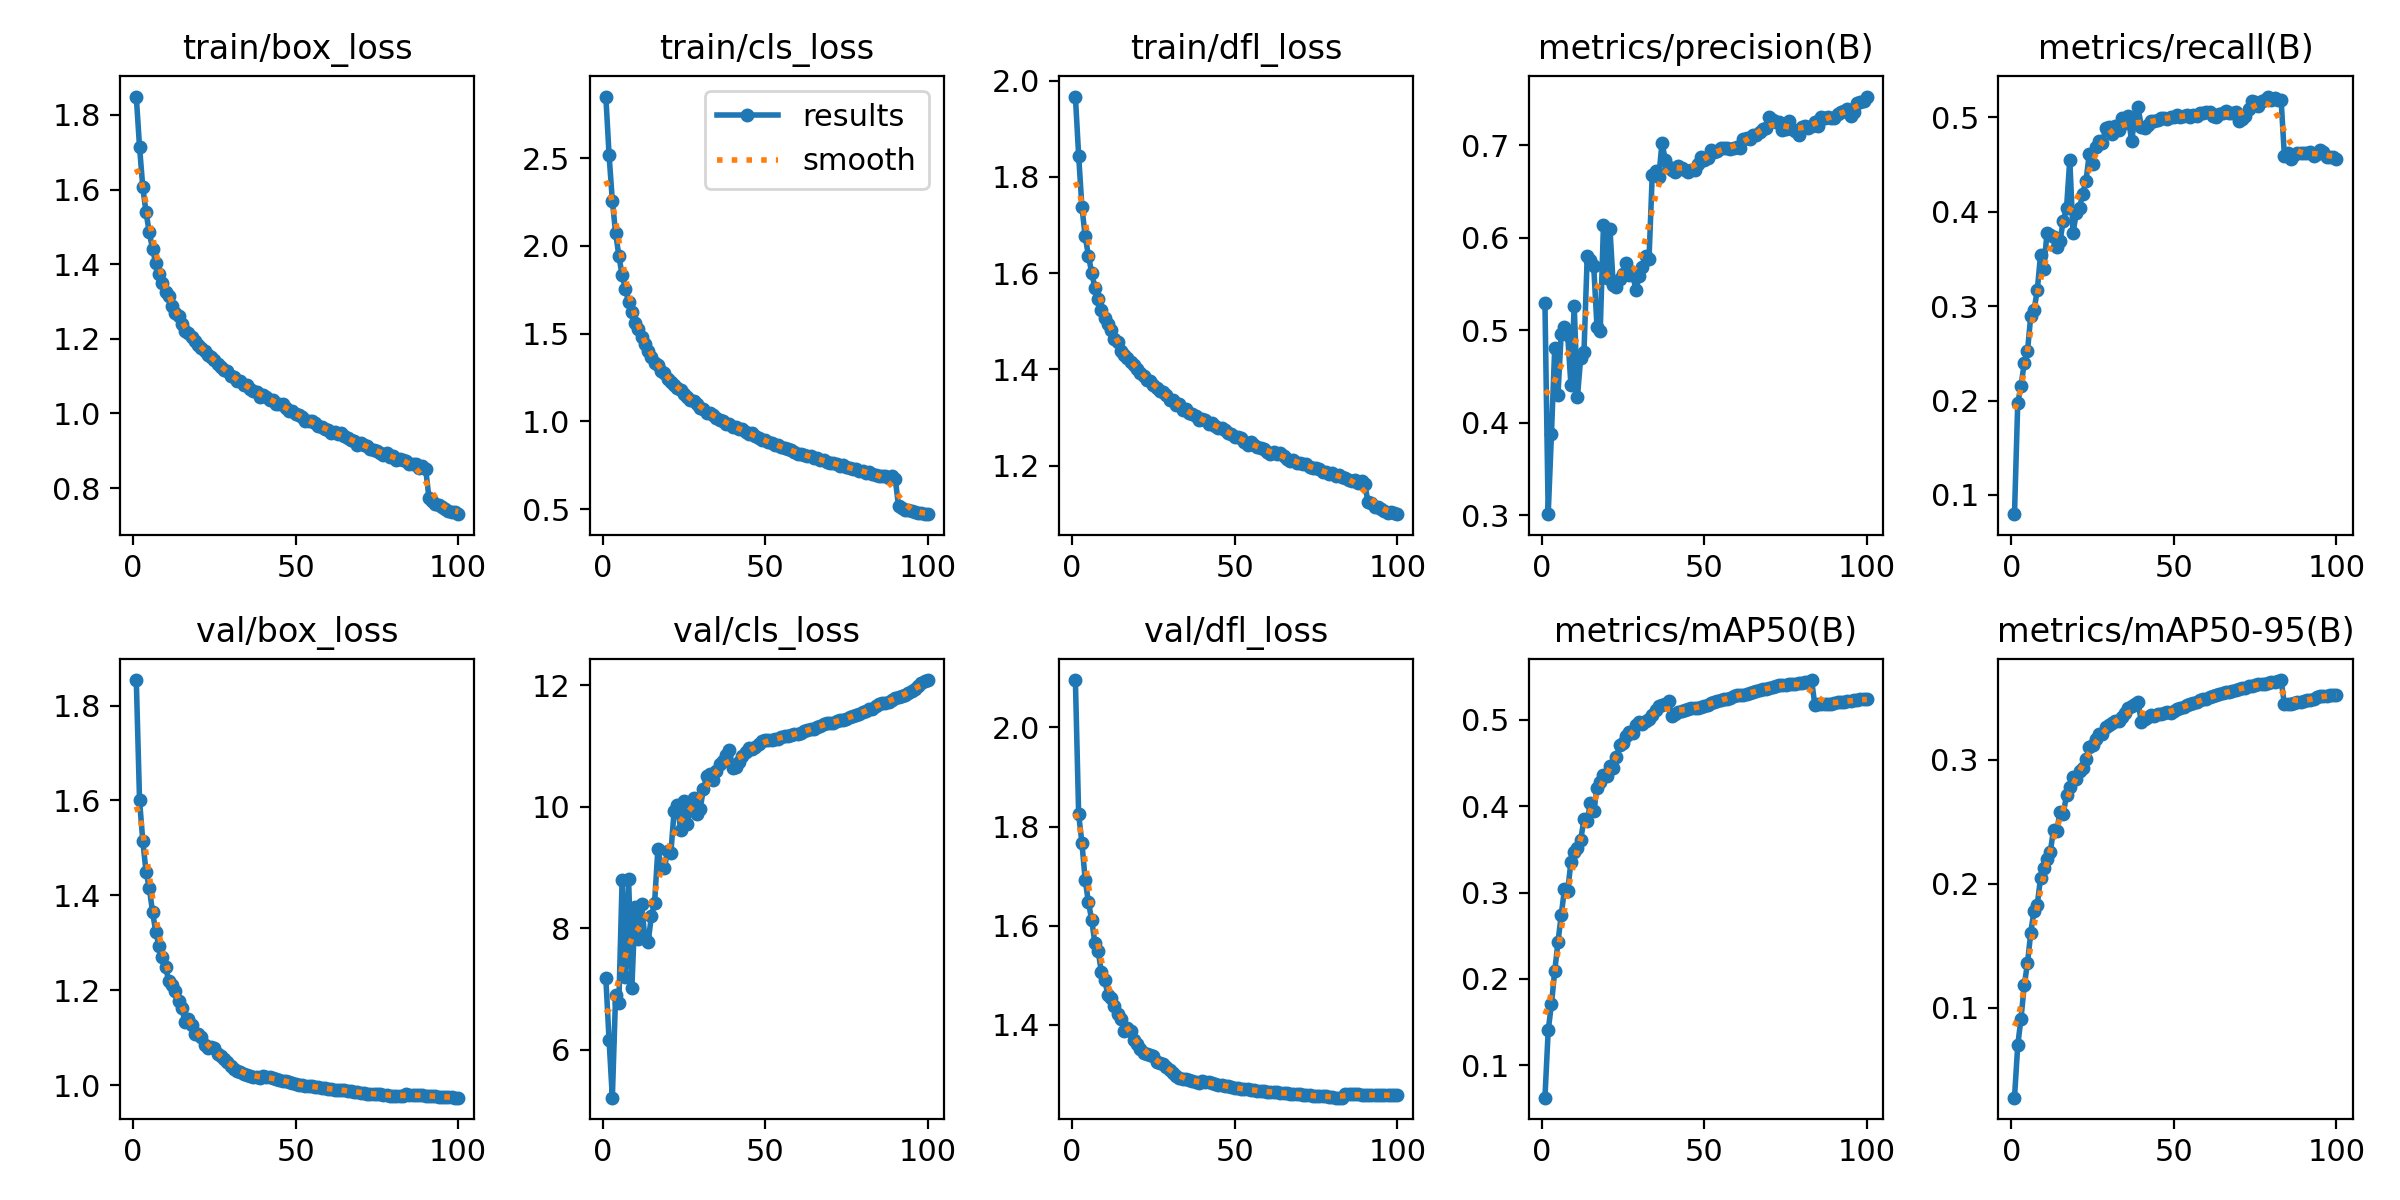 train/box_loss
1.8
1.6
1.4
1.2
1.0
0.8
0 50 100
train/cls_loss
results
smooth
2.5
2.0
1.5
1.0
0.5
0 50 100
train/dfl_loss
2.0
1.8
1.6
1.4
1.2
0 50 100
metrics/precision(B)
0.7
0.6
0.5
0.4
0.3
0 50 100
metrics/recall(B)
0.5
0.4
0.3
0.2
0.1
0 50 100
val/box_loss
1.8
1.6
1.4
1.2
1.0
0 50 100
val/cls_loss
12
10
8
6
0 50 100
val/dfl_loss
2.0
1.8
1.6
1.4
0 50 100
metrics/mAP50(B)
0.5
0.4
0.3
0.2
0.1
0 50 100
metrics/mAP50-95(B)
0.3
0.2
0.1
0 50 100